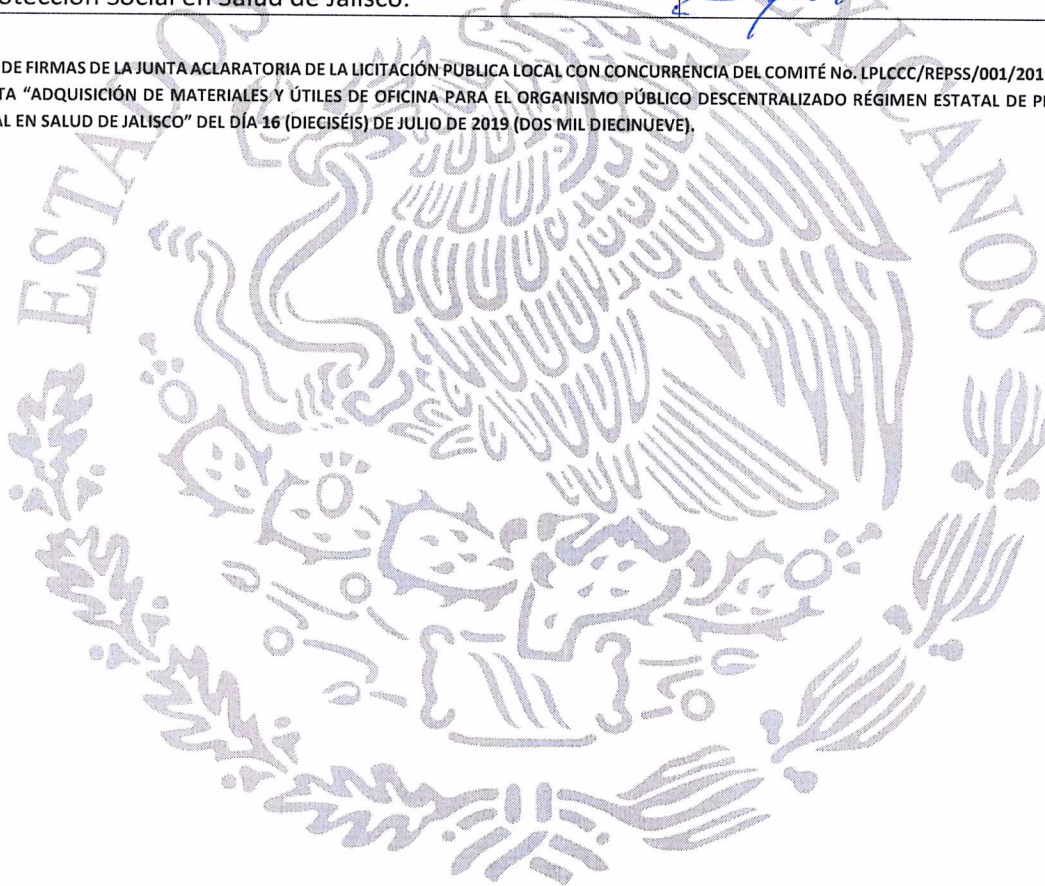 otección Social en Salud de Jalisco.
DE FIRMAS DE LA JUNTA ACLARATORIA DE LA LICITACIÓN PUBLICA LOCAL CON CONCURRENCIA DEL COMITÉ No. LPLCCC/REPSS/001/201
TA “ADQUISICIÓN DE MATERIALES Y ÚTILES DE OFICINA PARA EL ORGANISMO PÚBLICO DESCENTRALIZADO RÉGIMEN ESTATAL DE P
AL EN SALUD DE JALISCO” DEL DÍA 16 (DIECISÉIS) DE JULIO DE 2019 (DOS MIL DIECINUEVE).
ESTADOS
XICANOS